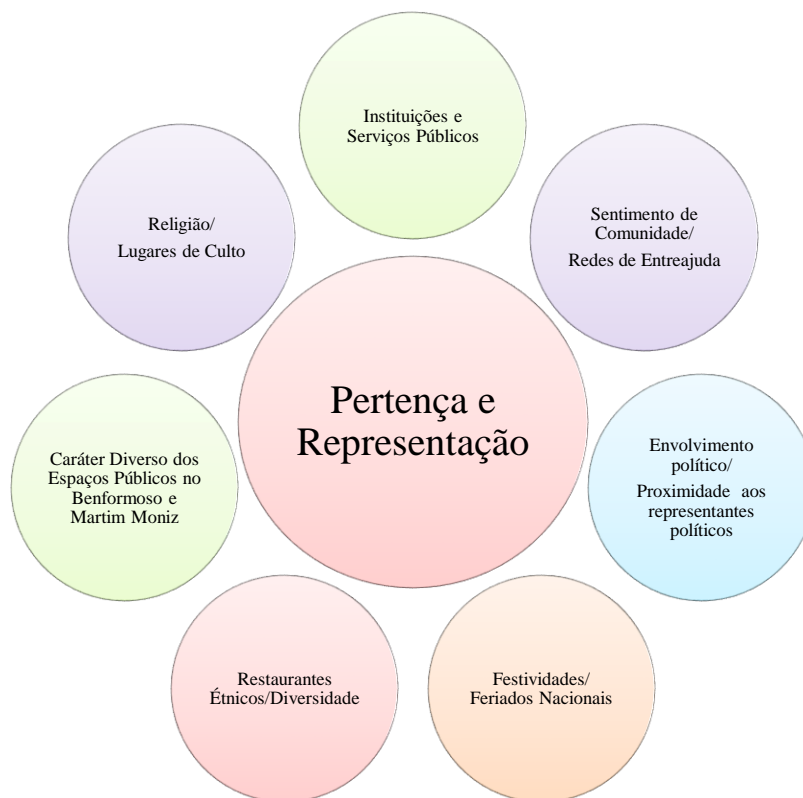 Instituições e
Serviços Públicos
Religião/
Lugares de Culto
Sentimento de
Comunidade/
Redes de Entreajuda
Pertença e
Representação
Caráter Diverso dos
Espaços Públicos no
Benformoso e
Martim Moniz
Envolvimento
político/
Proximidade aos
representantes
políticos
Restaurantes
Étnicos/Diversidade
Festividades/
Feriados Nacionais